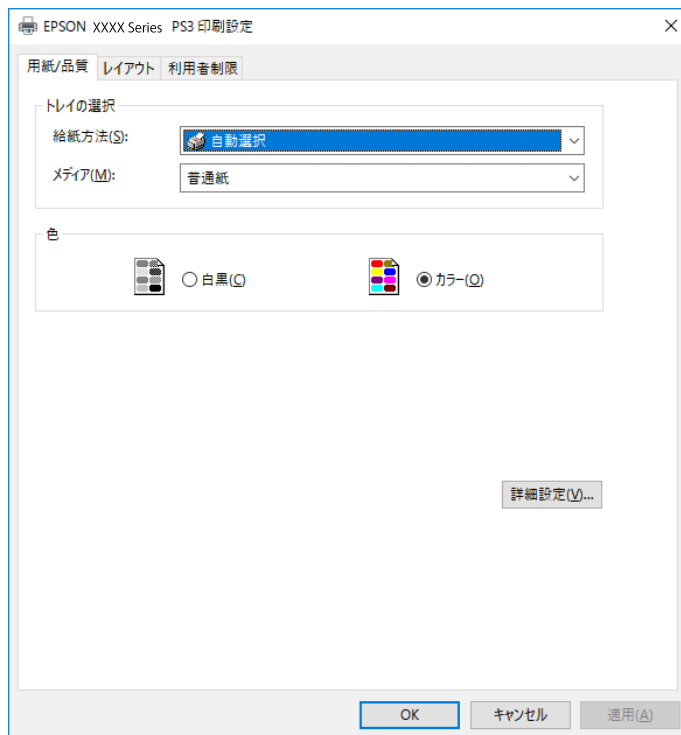 EPSON XXXX Series PS3 印刷設定
用紙/品質 レイアウト 利用者制限
トレイの選択
給紙方法(S): 自動選択
メディア(M): 普通紙
色
白黒(C) カラー(O)
詳細設定(V)...
OK キャンセル 適用(A)